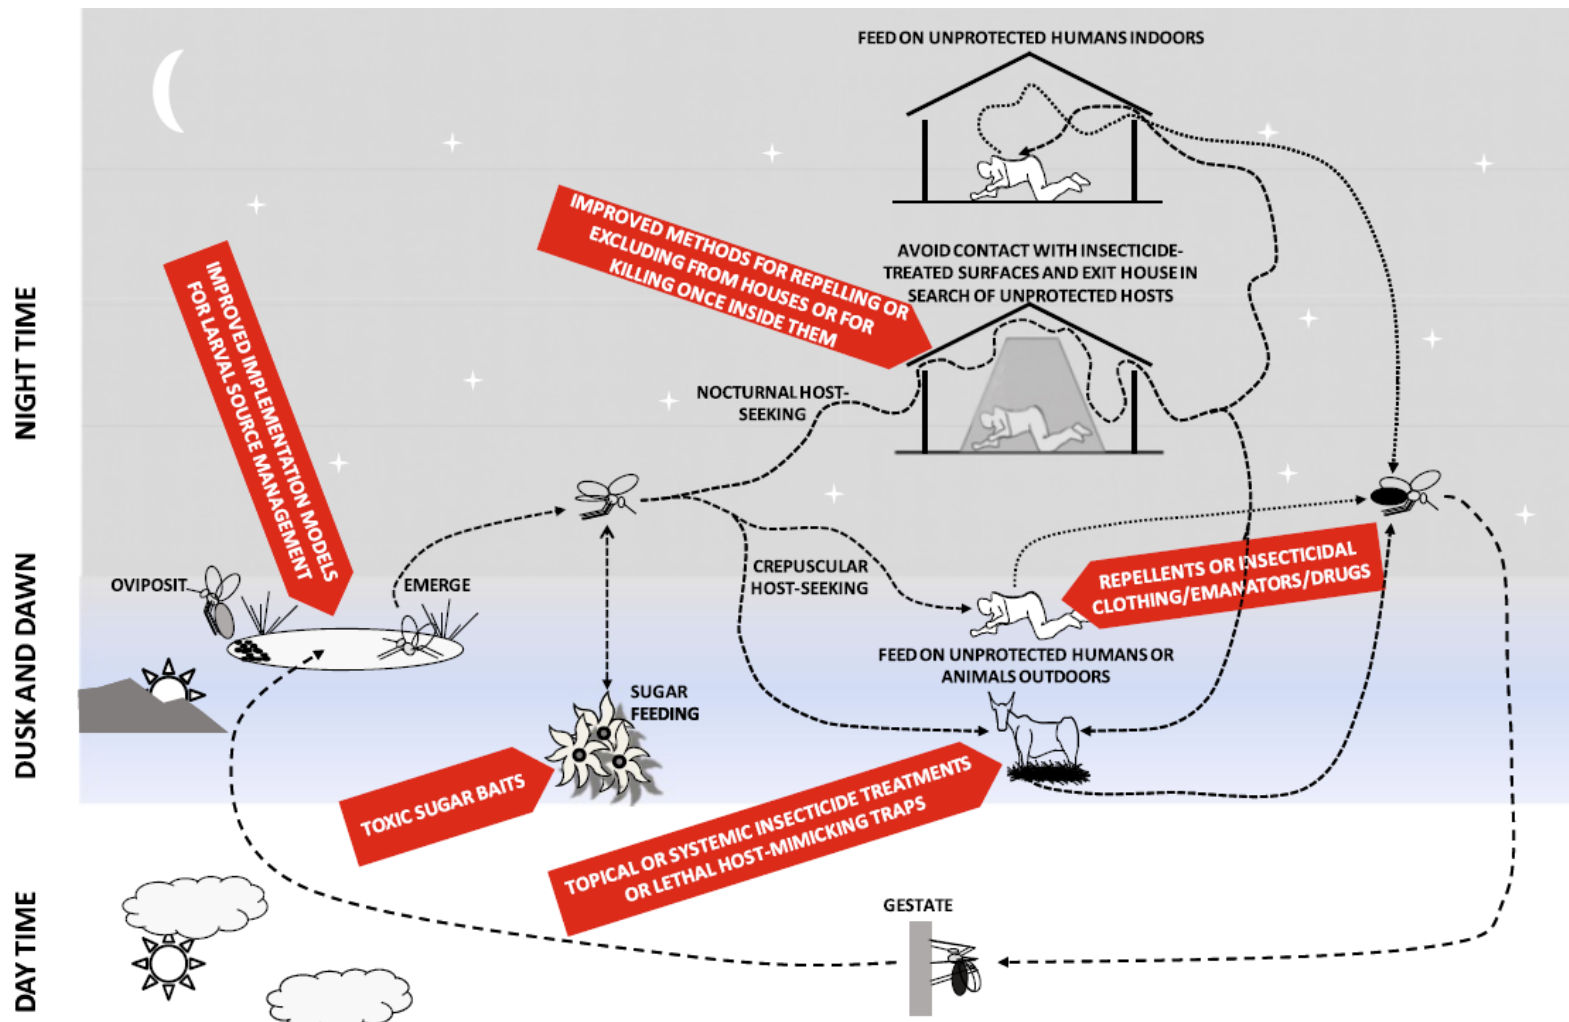 FEED ON UNPROTECTED HUMANS INDOORS
IMPROVED METHODS FOR REPELLING OR
EXCLUDING FROM HOUSES OR FOR
KILLING ONCE INSIDE THEM
AVOID CONTACT WITH INSECTICIDE-
TREATED SURFACES AND EXIT HOUSE IN
SEARCH OF UNPROTECTED HOSTS
IMPROVED IMPLEMENTATION MODELS
FOR LARVAL SOURCE MANAGEMENT
NIGHT TIME
NOCTURNAL HOST-
SEEKING
OVIPOSIT
EMERGE
CREPUSCULAR
HOST-SEEKING
REPELLENTS OR INSECTICIDAL
CLOTHING/EMANATORS/DRUGS
DUSK AND DAWN
FEED ON UNPROTECTED HUMANS OR
ANIMALS OUTDOORS
SUGAR
FEEDING
TOXIC SUGAR BAITS
TOPICAL OR SYSTEMIC INSECTICIDE TREATMENTS
OR LETHAL HOST-MIMICKING TRAPS
DAY TIME
GESTATE